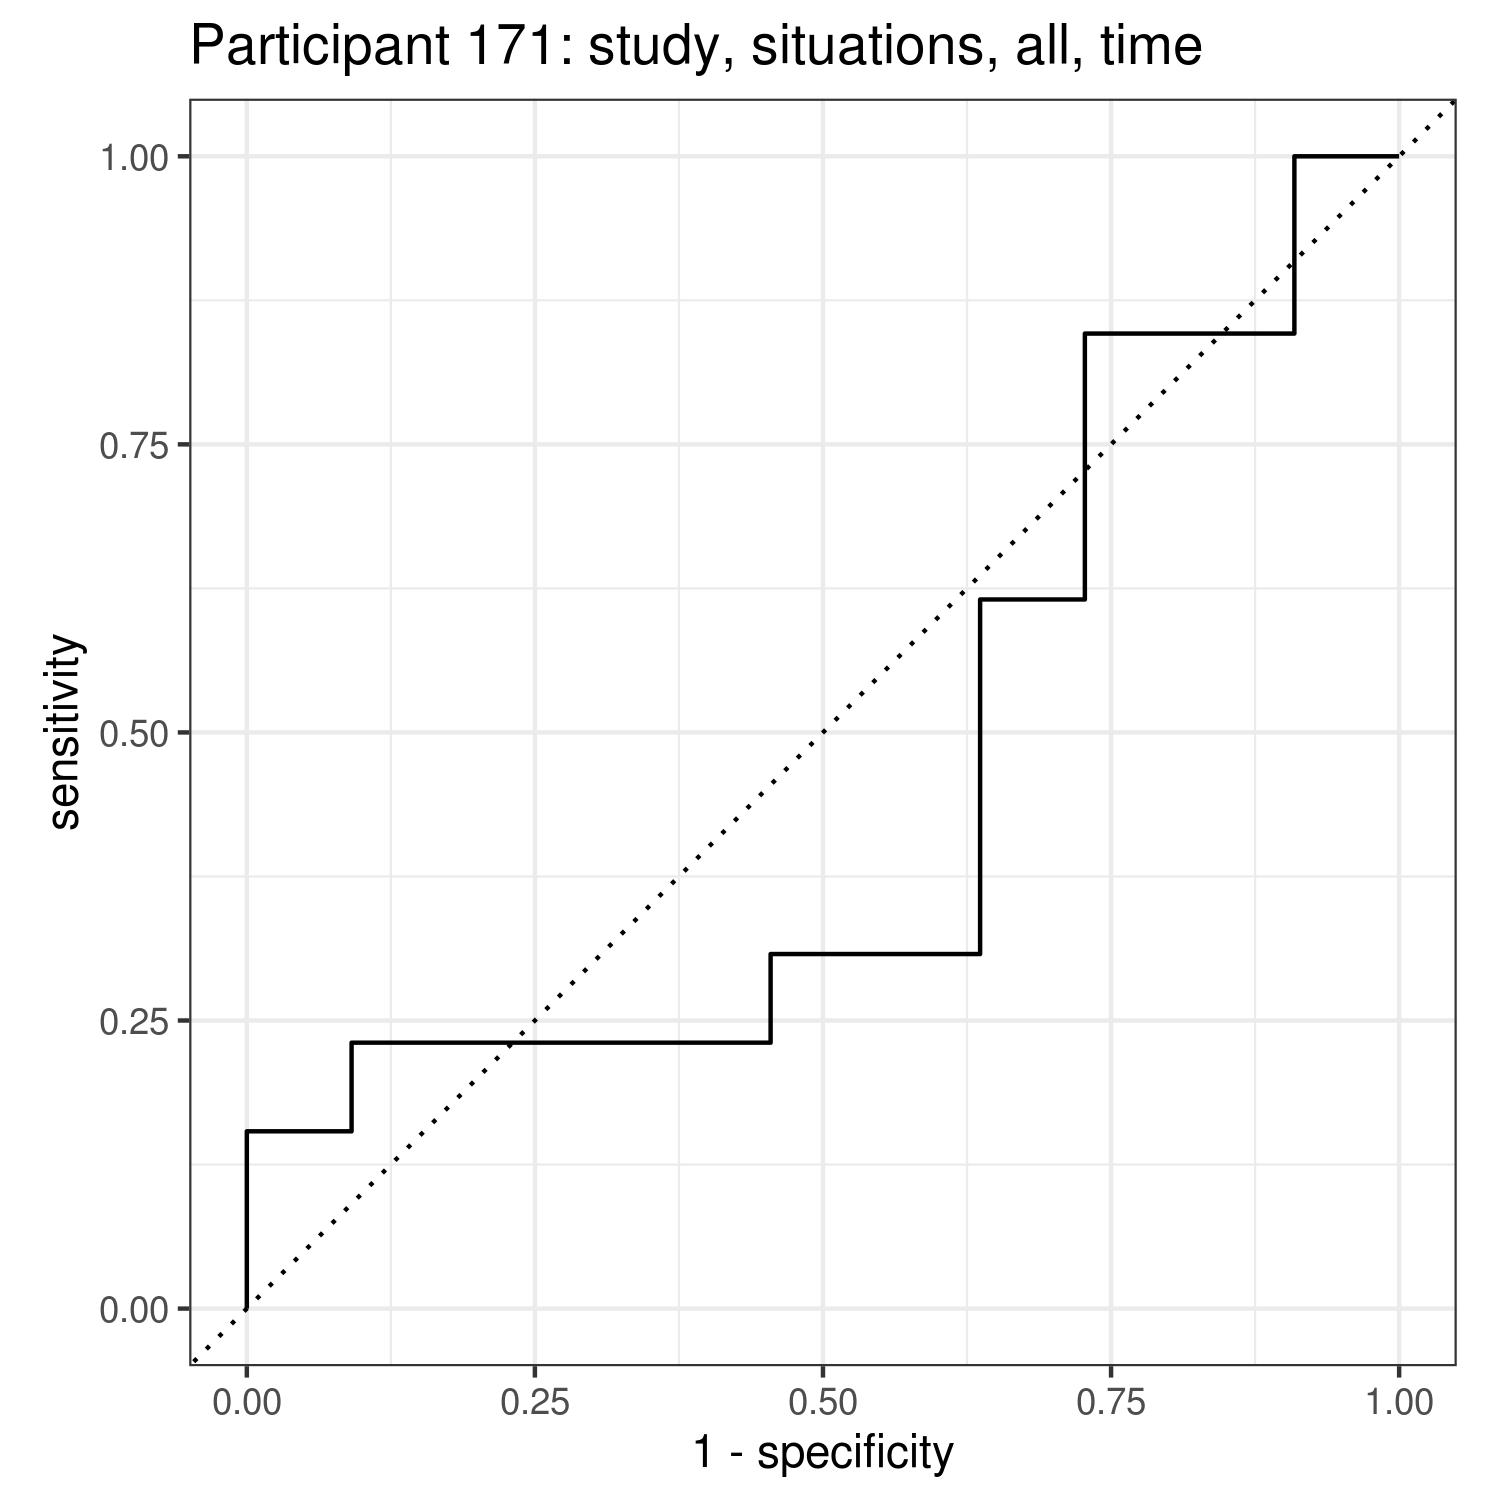 Participant 171: study, situations, all, time
1.00
0.75
0.50
0.25
0.00
sensitivity
0.00 0.25 0.50 0.75 1.00
1 - specificity